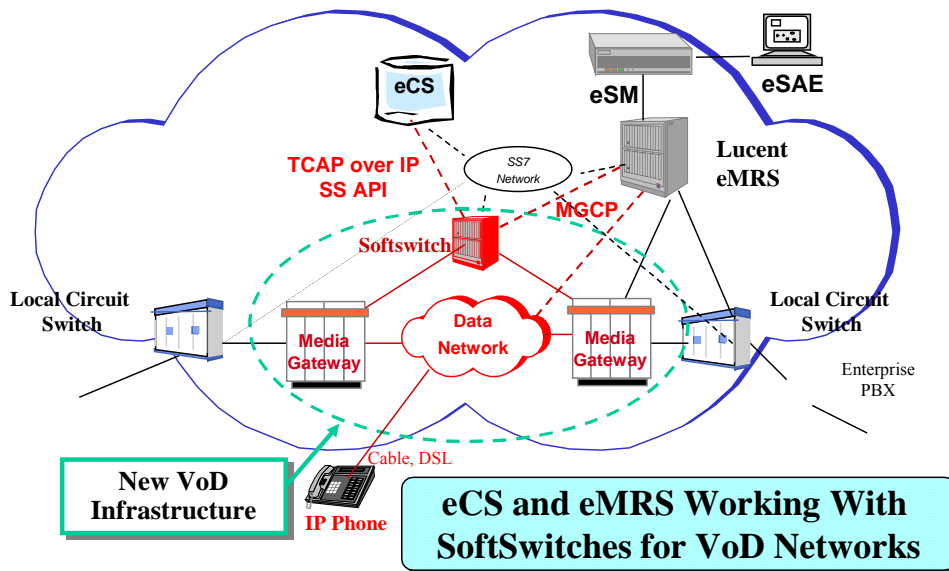 eCS
eSM
eSAE
TCAP over IP
SS API
SS7
Network
Lucent
eMRS
MGCP
Softswitch
Local Circuit
Switch
Media
Gateway
Data
Network
Media
Gateway
Local Circuit
Switch
Enterprise
PBX
Cable, DSL
IP Phone
New VoD
Infrastructure
eCS and eMRS Working With
SoftSwitches for VoD Networks